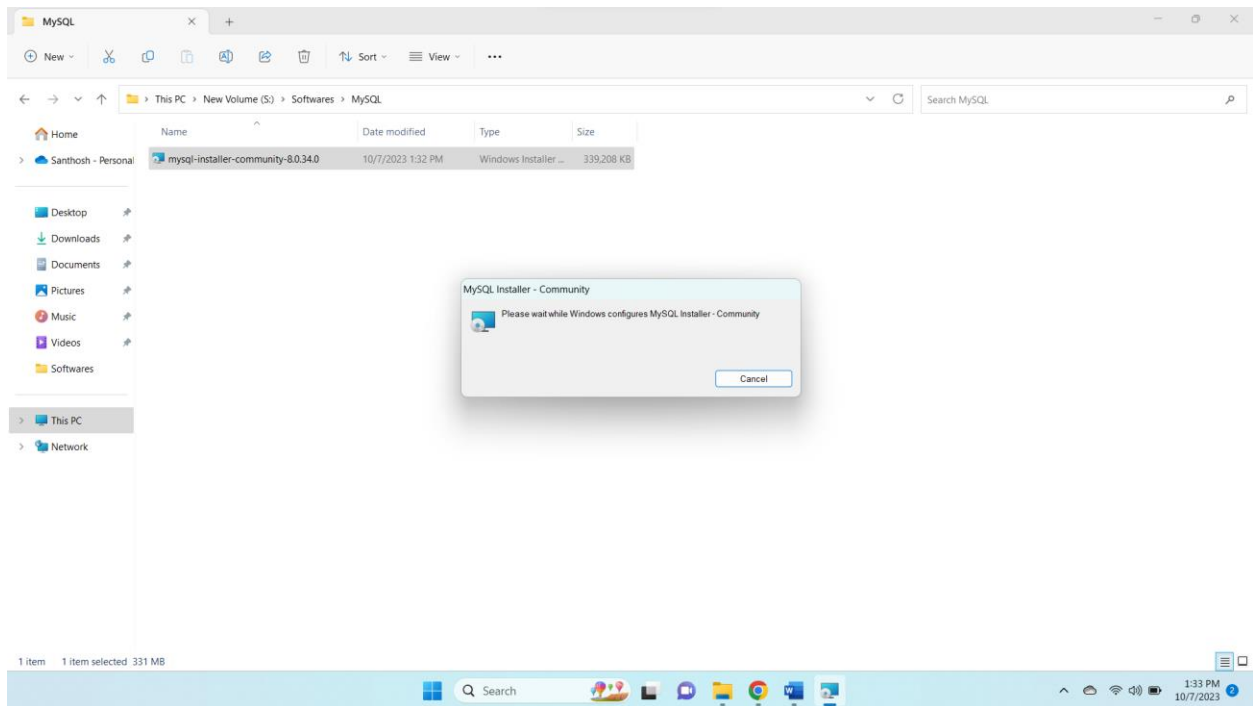 MySQL
New
Sort
View
This PC > New Volume (S:) > Softwares > MySQL
Search MySQL
Name Date modified Type Size
mysql-installer-community-8.0.34.0 10/7/2023 1:32 PM Windows Installer ... 339,208 KB
Home
Santhosh - Personal
Desktop
Downloads
Documents
Pictures
Music
Videos
Softwares
This PC
Network
MySQL Installer - Community
Please wait while Windows configures MySQL Installer - Community
Cancel
1 item 1 item selected 331 MB
Search
1:33 PM
10/7/2023
2